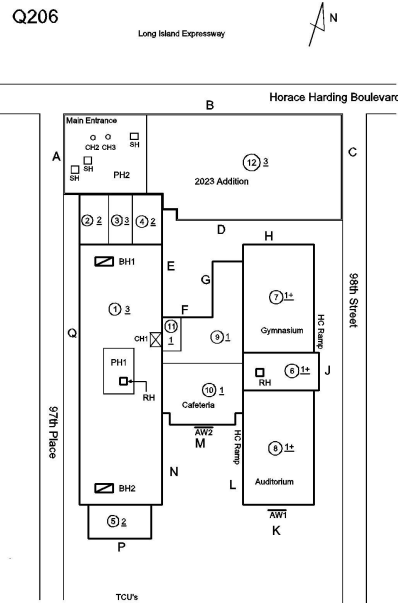 Q206
N
Long Island Expressway
Horace Harding Boulevard
B
Main Entrance
CH2 CH3
SH
A
SH
SH
PH2
12 3
2023 Addition
C
2 2
3 3
4 2
D
H
BH1
E
G
7 1+
Gymnasium
98th Street
Q
1 3
F
11
1
CH1
9 1
HC Ramp
PH1
RH
6 1+
RH
J
10 1
Cafeteria
97th Place
AW2
M
HC Ramp
8 1+
Auditorium
BH2
N
L
AW1
K
5 2
P
TCU's